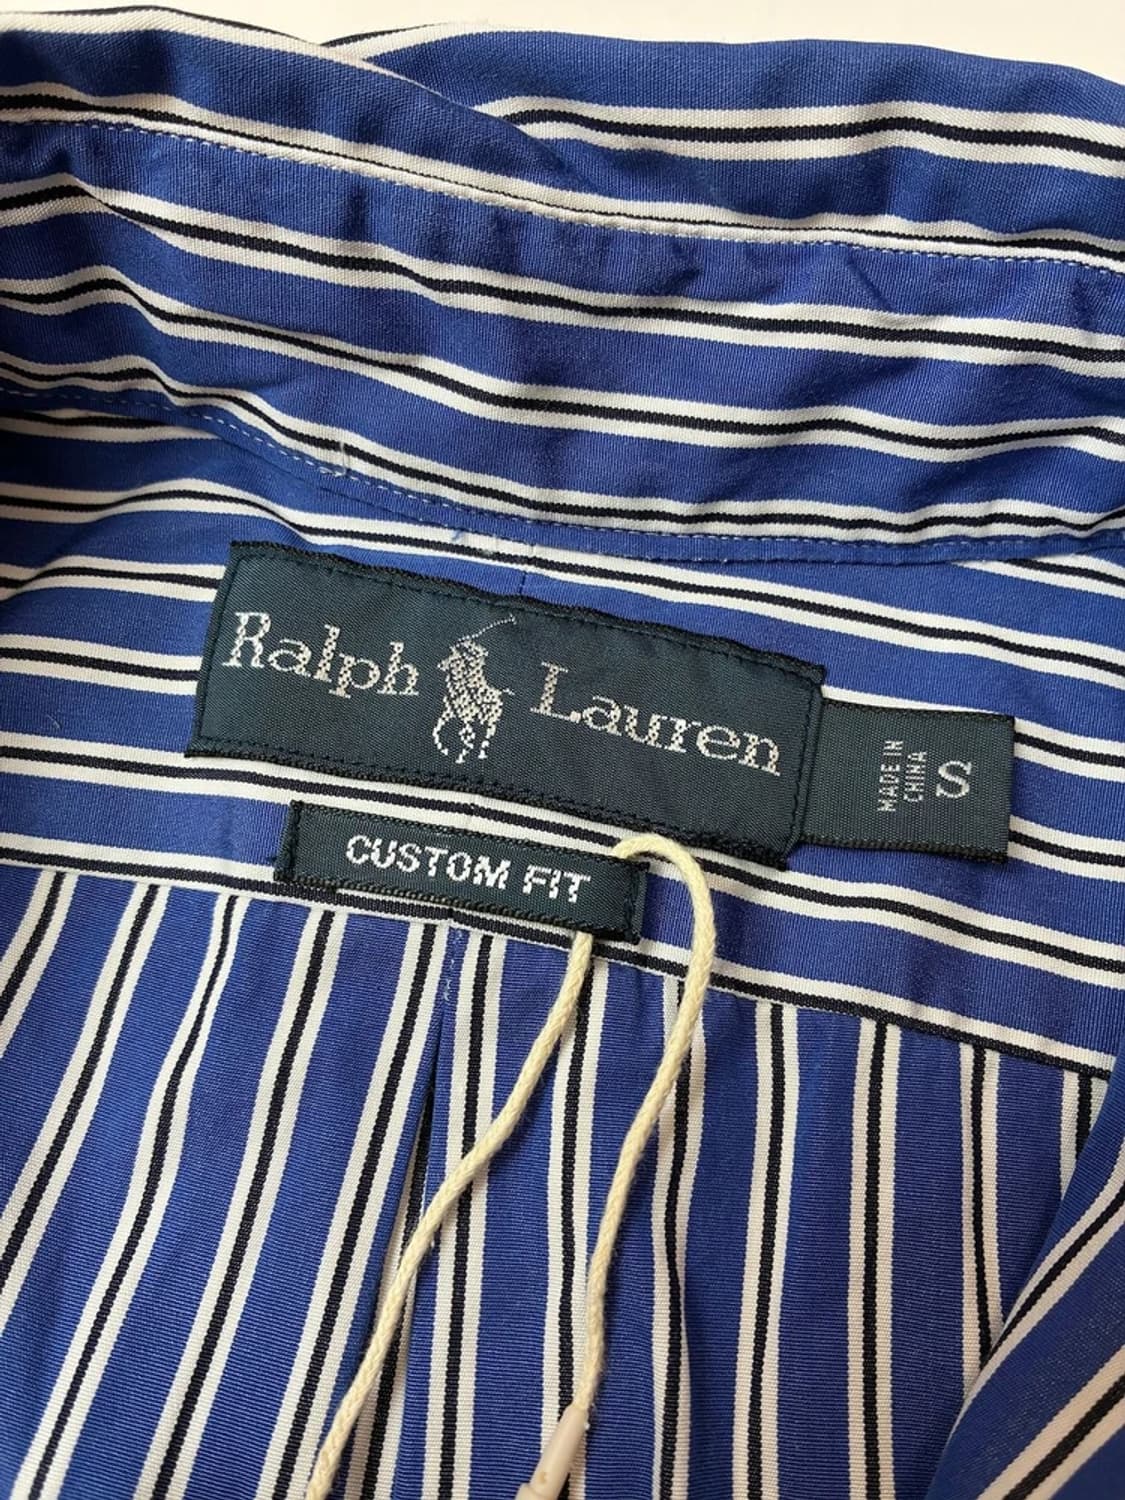 Ralph Lauren
MADE IN
CHINA
S
CUSTOM FIT